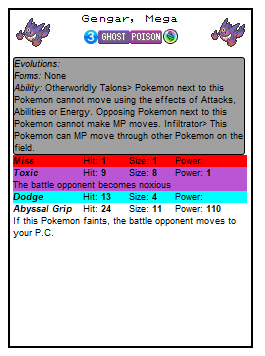 Gengar, Mega
3 GHOST POISON
Evolutions:
Forms: None
Ability: Otherworldly Talons> Pokemon next to this
Pokemon cannot move using the effects of Attacks,
Abilities or Energy. Opposing Pokemon next to this
Pokemon cannot make MP moves. Infiltrator> This
Pokemon can MP move through other Pokemon on the
field.
Miss Hit: 1 Size: 1 Power:
Toxic Hit: 9 Size: 8 Power: 1
The battle opponent becomes noxious
Dodge Hit: 13 Size: 4 Power:
Abyssal Grip Hit: 24 Size: 11 Power: 110
If this Pokemon faints, the battle opponent moves to
your P.C.